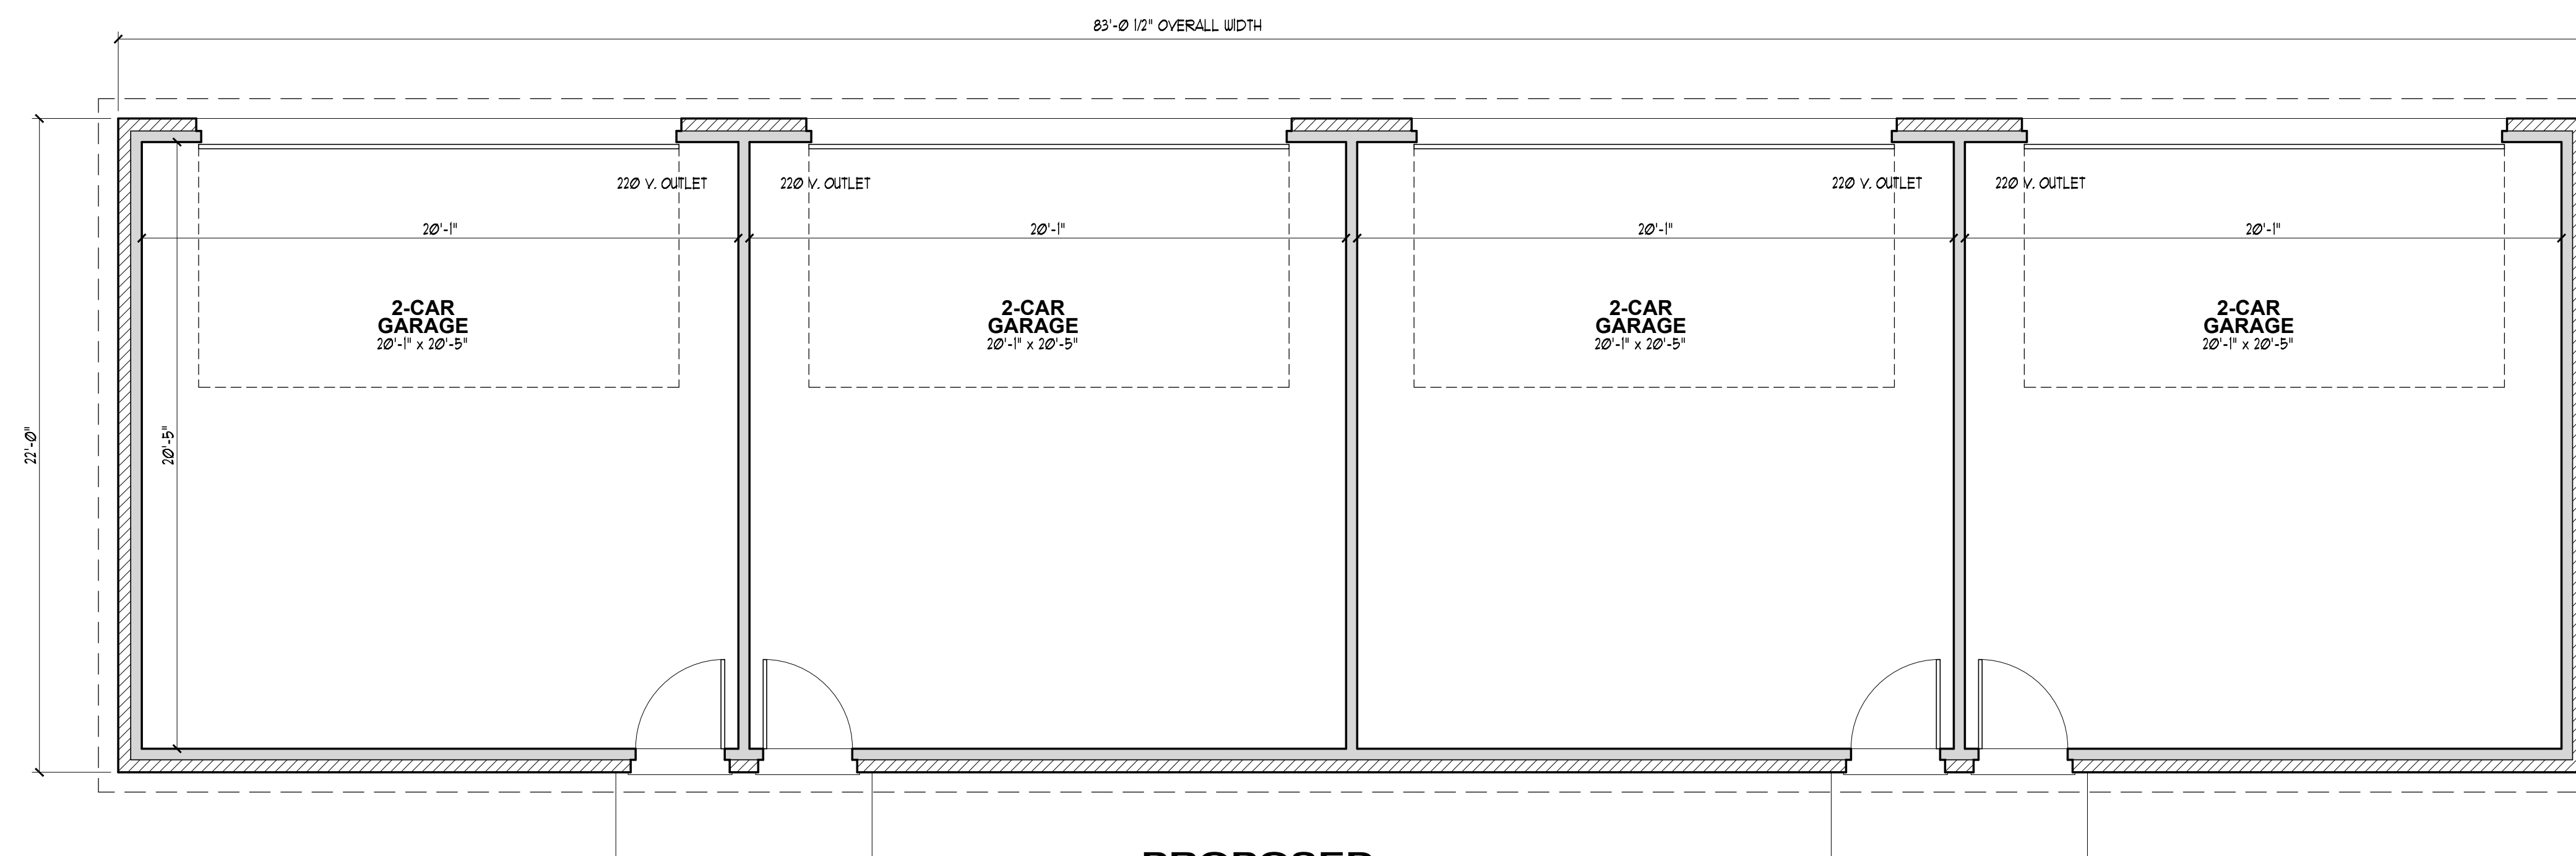 83'-0 1/2" OVERALL WIDTH
220 V. OUTLET
220 V. OUTLET
220 V. OUTLET
220 V. OUTLET
20'-1"
20'-1"
20'-1"
20'-1"
2-CAR
GARAGE
20'-1" x 20'-5"
2-CAR
GARAGE
20'-1" x 20'-5"
2-CAR
GARAGE
20'-1" x 20'-5"
2-CAR
GARAGE
20'-1" x 20'-5"
22'-0"
20'-5"
PROPOSED